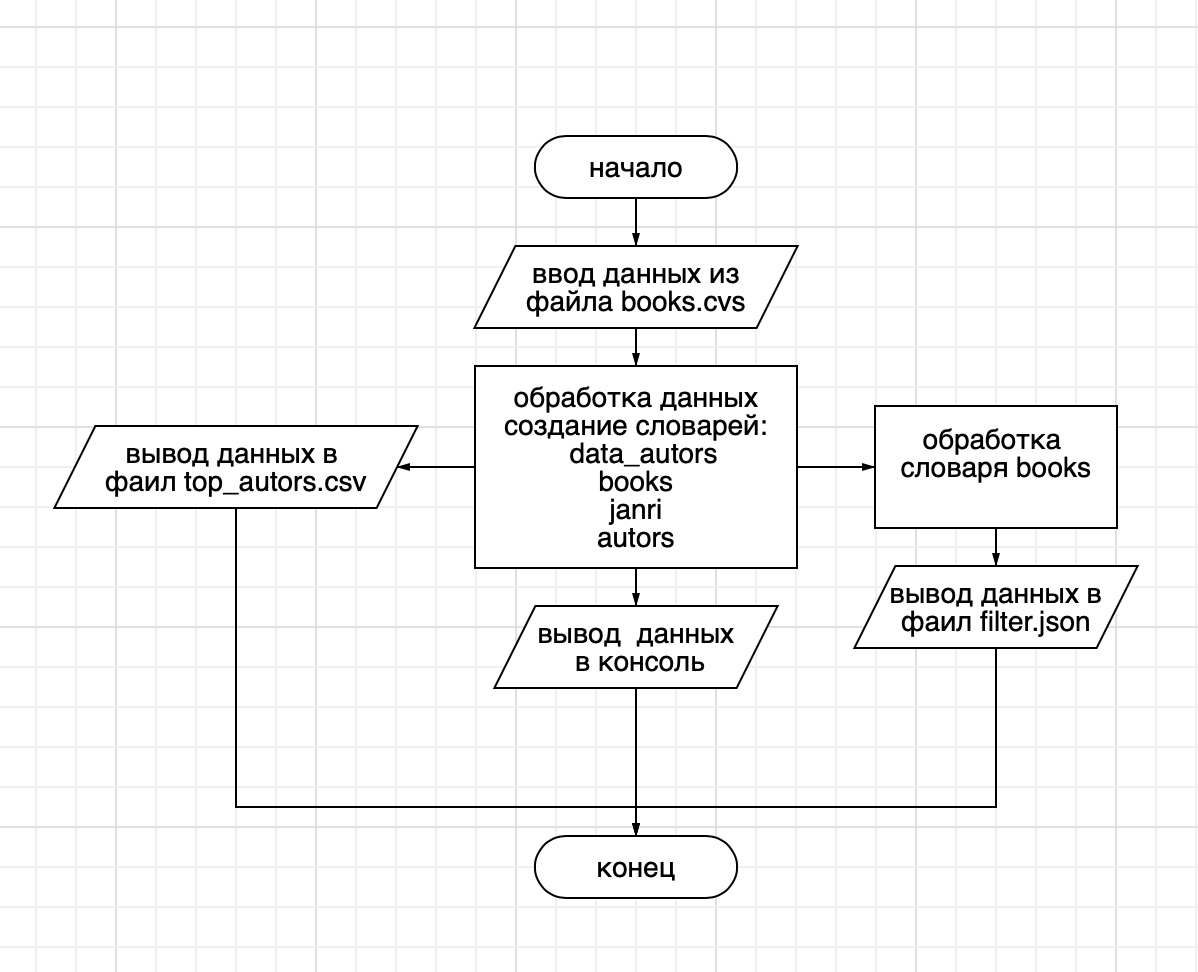 начало
ввод данных из
файла books.cvs
обработка данных
создание словарей:
data_autors
books
janri
autors
вывод данных в
фаил top_autors.csv
обработка
словаря books
вывод данных в
фаил filter.json
вывод данных
в консоль
конец